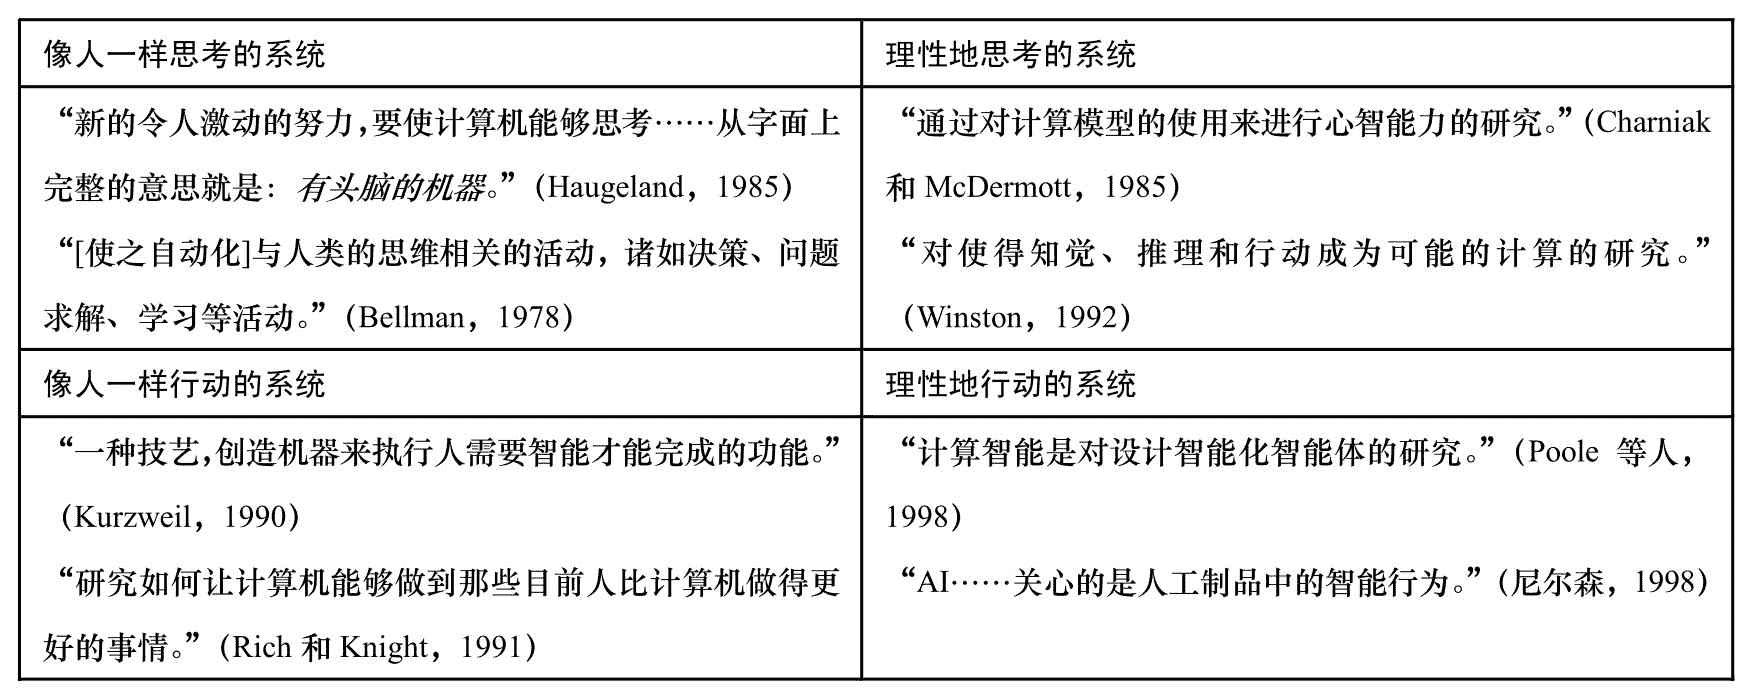 像人一样思考的系统
理性地思考的系统
“新的令人激动的努力,要使计算机能够思考……从字面上
完整的意思就是：有头脑的机器。”（Haugeland，1985）
“[使之自动化]与人类的思维相关的活动，诸如决策、问题
求解、学习等活动。”（Bellman，1978）
“通过对计算模型的使用来进行心智能力的研究。”（Charniak
和 McDermott，1985）
“对使得知觉、推理和行动成为可能的计算的研究。”
（Winston，1992）
像人一样行动的系统
理性地行动的系统
“一种技艺,创造机器来执行人需要智能才能完成的功能。”
（Kurzweil，1990）
“研究如何让计算机能够做到那些目前人比计算机做得更
好的事情。”（Rich 和 Knight，1991）
“计算智能是对设计智能化智能体的研究。”（Poole 等人，
1998）
“AI……关心的是人工制品中的智能行为。”（尼尔森，1998）